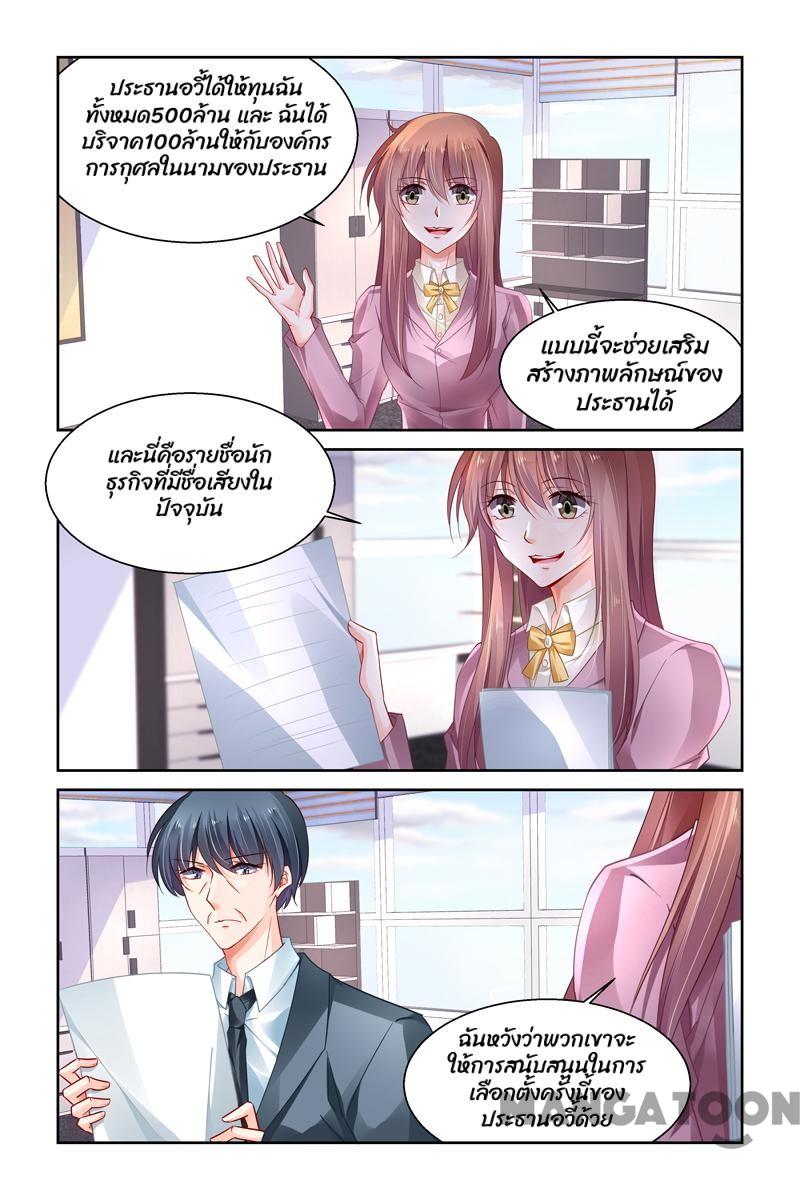 ประธานอวี้ได้ให้ทุนฉัน
ทั้งหมด500ล้าน และ ฉันได้
บริจาค100ล้านให้กับองค์กร
การกุศลในนามของประธาน
แบบนี้จะช่วยเสริม
สร้างภาพลักษณ์ของ
ประธานได้
และนี่คือรายชื่อนัก
ธุรกิจที่มีชื่อเสียงใน
ปัจจุบัน
ฉันหวังว่าพวกเขาจะ
ให้การสนับสนุนในการ
เลือกตั้งครั้งนี้ของ
ประธานอวี้ด้วย
MANGATOON